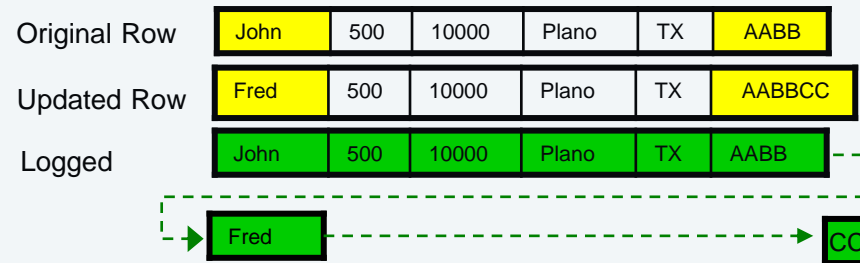 Original Row John 500 10000 Plano TX AABB
Updated Row Fred 500 10000 Plano TX AABBCC
Logged John 500 10000 Plano TX AABB
Fred CC